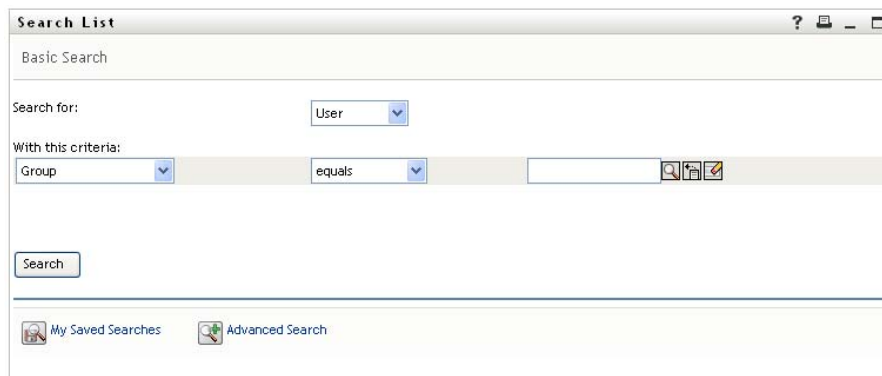 Search List
Basic Search
Search for:
User
With this criteria:
Group equals
Search
My Saved Searches Advanced Search